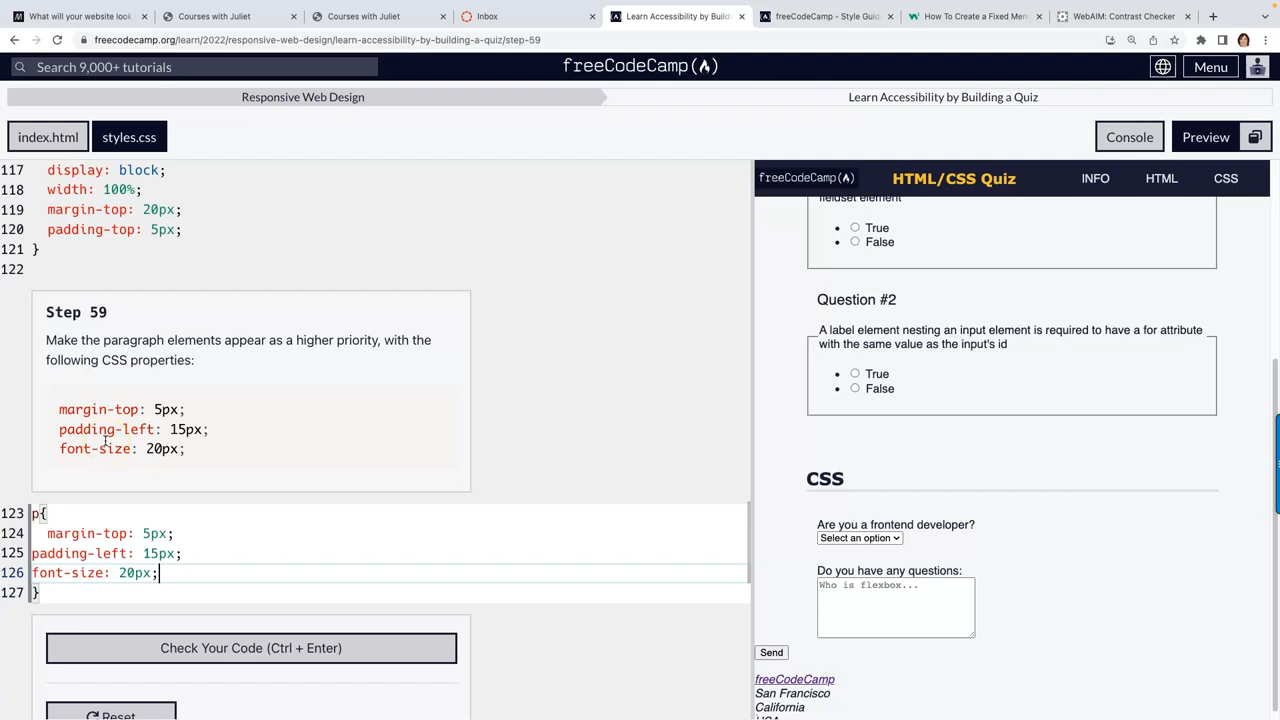 What will your website look
Courses with Juliet
Courses with Juliet
Inbox
Learn Accessibility by Build
freeCodeCamp - Style Guid
How To Create a Fixed Men
WebAIM: Contrast Checker
freecodecamp.org/learn/2022/responsive-web-design/learn-accessibility-by-building-a-quiz/step-59
Search 9,000+ tutorials
freeCodeCamp
Menu
Responsive Web Design
Learn Accessibility by Building a Quiz
index.html
styles.css
Console
Preview
117 display: block;
118 width: 100%;
119 margin-top: 20px;
120 padding-top: 5px;
121 }
122
Step 59
Make the paragraph elements appear as a higher priority, with the
following CSS properties:
margin-top: 5px;
padding-left: 15px;
font-size: 20px;
123 p{
124 margin-top: 5px;
125 padding-left: 15px;
126 font-size: 20px;
127 }
Check Your Code (Ctrl + Enter)
Reset
freeCodeCamp
HTML/CSS Quiz
INFO
HTML
CSS
fieldset element
True
False
Question #2
A label element nesting an input element is required to have a for attribute
with the same value as the input's id
True
False
CSS
Are you a frontend developer?
Select an option
Do you have any questions:
Who is flexbox...
Send
freeCodeCamp
San Francisco
California
USA